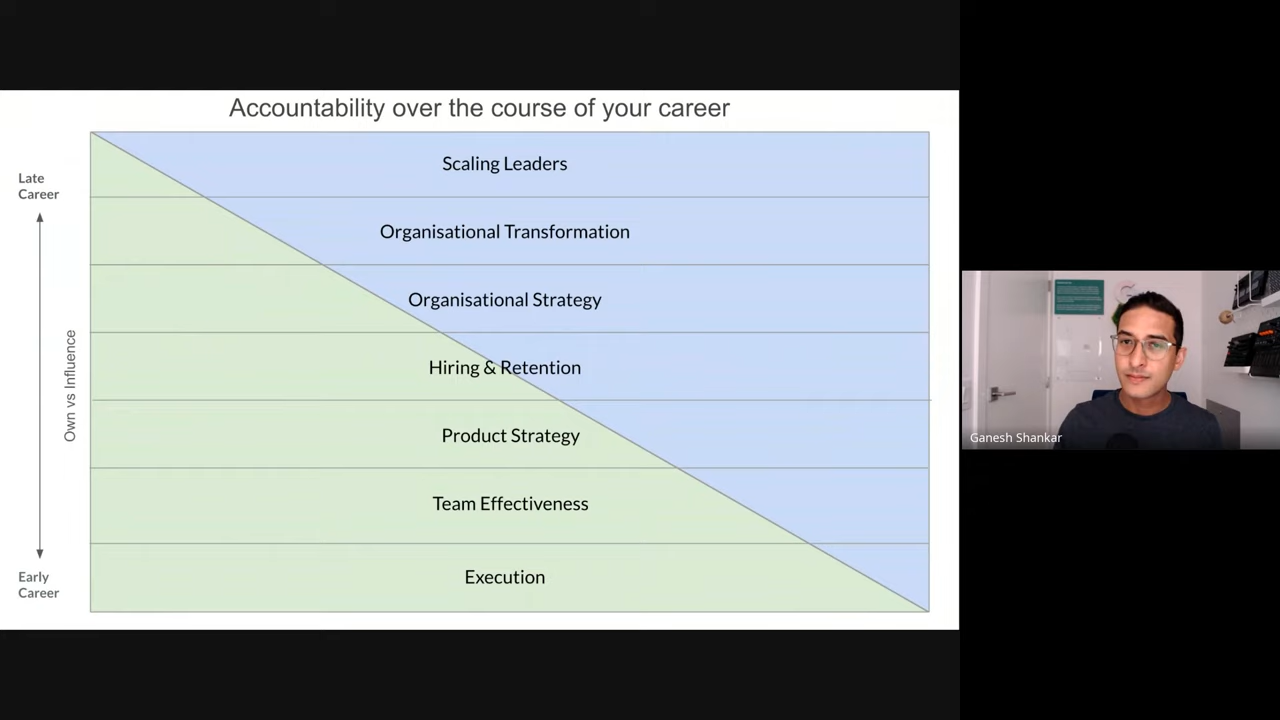 Accountability over the course of your career
Late
Career
Own vs Influence
Early
Career
Scaling Leaders
Organisational Transformation
Organisational Strategy
Hiring & Retention
Product Strategy
Team Effectiveness
Execution
Ganesh Shankar